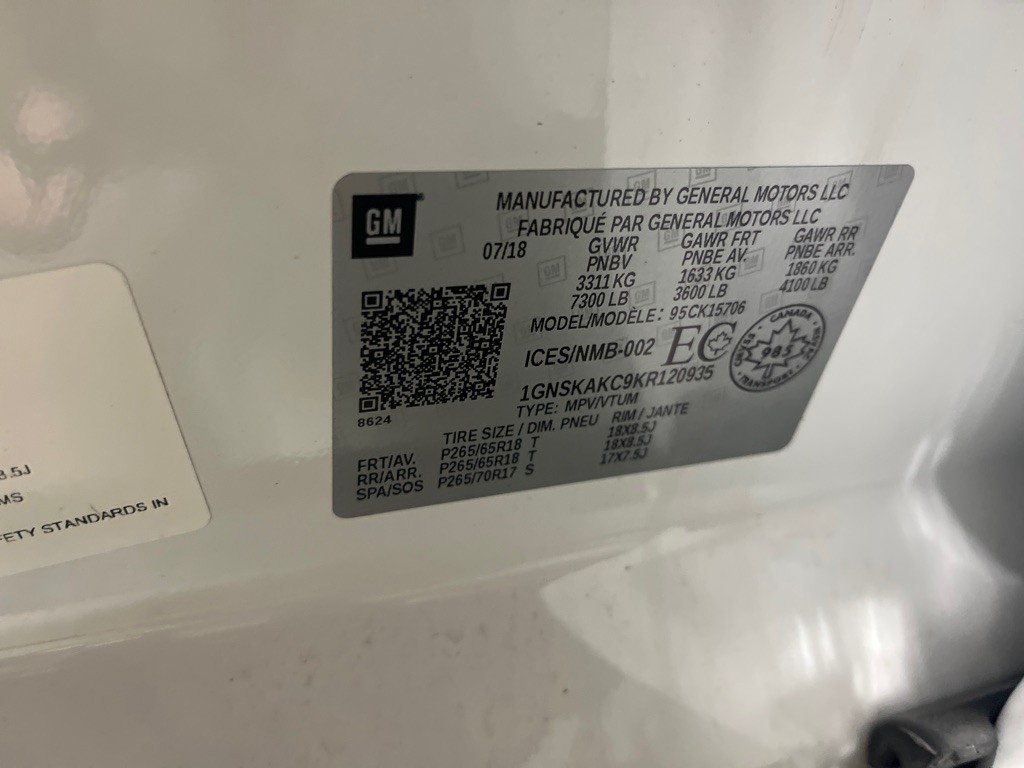 GM
MANUFACTURED BY GENERAL MOTORS LLC
FABRIQUÉ PAR GENERAL MOTORS LLC
07/18
GVWR
PNBV
3311 KG
7300 LB
GAWR FRT
PNBE AV.
1633 KG
3600 LB
GAWR RR
PNBE ARR.
1860 KG
4100 LB
MODEL/MODÈLE: 95CK15706
ICES/NMB-002
EC
CANADA
985
TRANSPORT
1GNSKAKC9KR120935
TYPE: MPV/VTUM
8624
TIRE SIZE / DIM. PNEU RIM / JANTE
FRT/AV. P265/65R18 T 18X8.5J
RR/ARR. P265/65R18 T 18X8.5J
SPA/SOS P265/70R17 S 17X7.5J
8.5J
MS
FETY STANDARDS IN